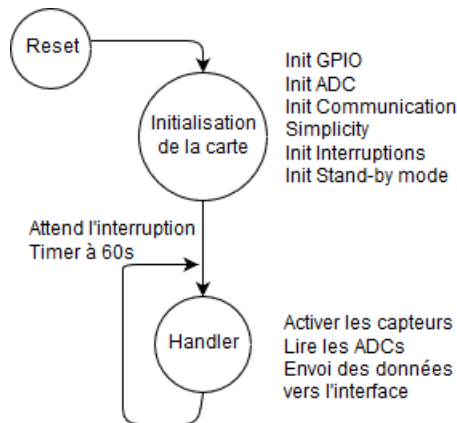 Reset
Init GPIO
Init ADC
Init Communication
Simplicity
Init Interruptions
Init Stand-by mode
Initialisation
de la carte
Attend l'interruption
Timer à 60s
Handler
Activer les capteurs
Lire les ADCs
Envoi des données
vers l'interface